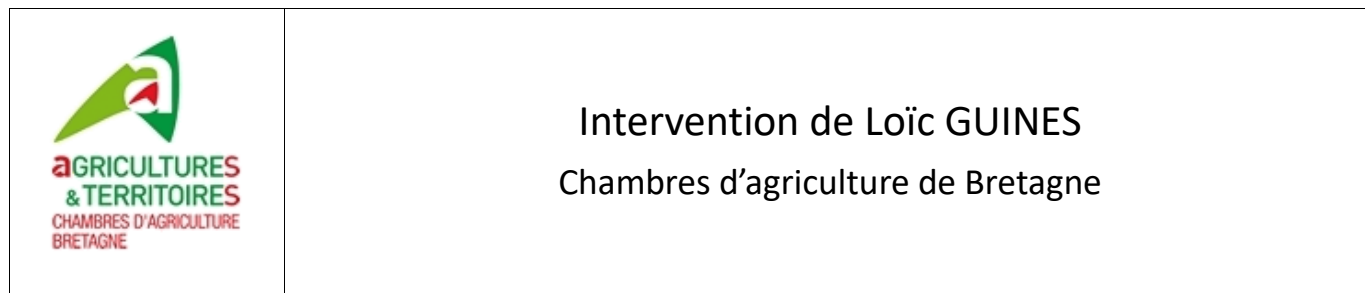 aGRICULTURES
& TERRITOIRES
CHAMBRES D'AGRICULTURE
BRETAGNE
Intervention de Loïc GUINES
Chambres d’agriculture de Bretagne